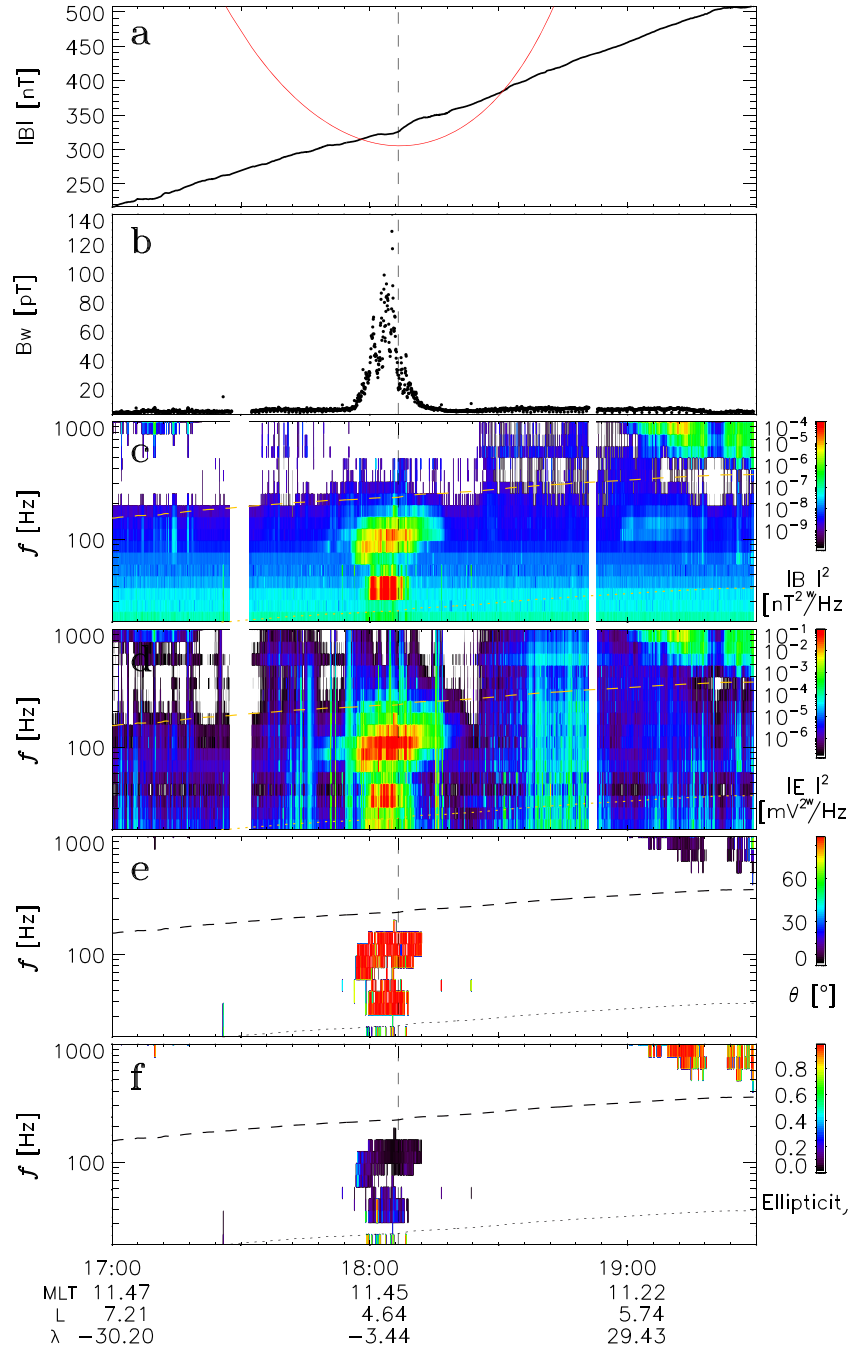 a
|B| [nT]
500
450
400
350
300
250
b
Bw [pT]
140
120
100
80
60
40
20
c
f [Hz]
1000
100
10⁻⁴
10⁻⁵
10⁻⁶
10⁻⁷
10⁻⁸
10⁻⁹
|B_w|²
[nT²/Hz
d
f [Hz]
1000
100
10⁻¹
10⁻²
10⁻³
10⁻⁴
10⁻⁵
10⁻⁶
|E_w|²
[mV²/Hz
e
f [Hz]
1000
100
60
30
0
θ [°]
f
f [Hz]
1000
100
0.8
0.6
0.4
0.2
0.0
Ellipticit
17:00 18:00 19:00
MLT 11.47 11.45 11.22
L 7.21 4.64 5.74
λ −30.20 −3.44 29.43